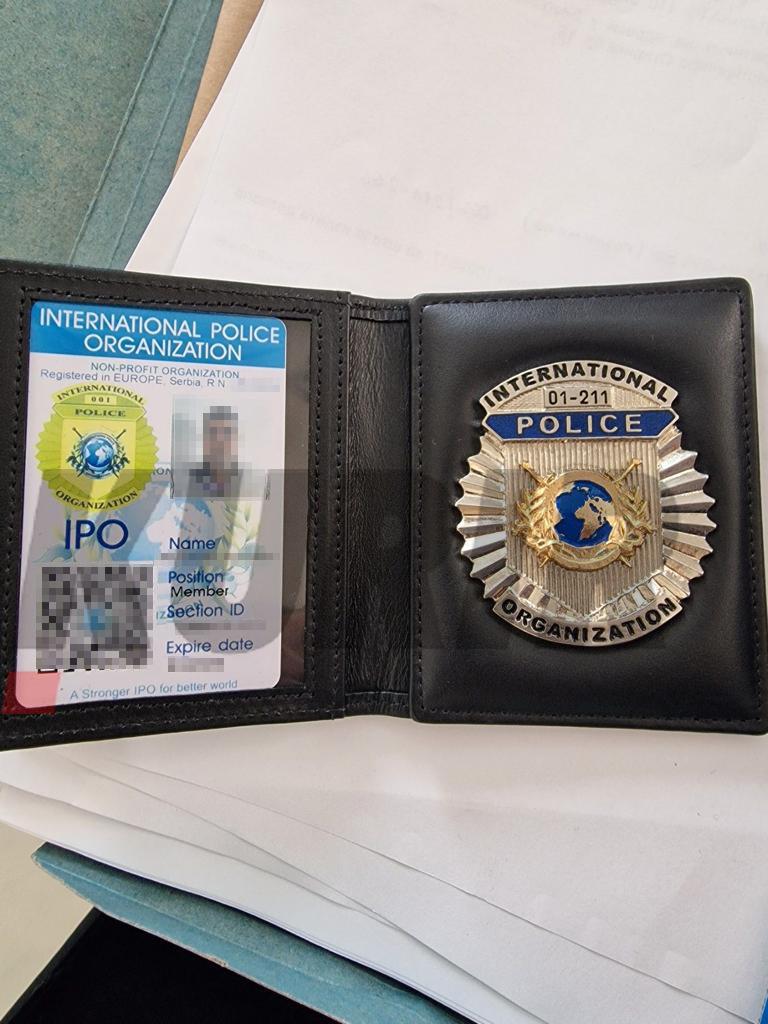 INTERNATIONAL POLICE
ORGANIZATION
NON-PROFIT ORGANIZATION
Registered in EUROPE, Serbia, R N
INTERNATIONAL
001
POLICE
ORGANIZATION
IPO
Name
Position
Member
Section ID
Expire date
A Stronger IPO for better world
INTERNATIONAL
01-211
POLICE
ORGANIZATION